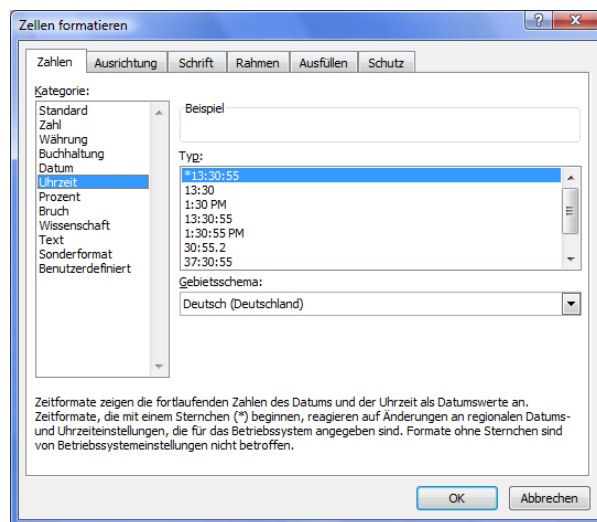 Zellen formatieren
Zahlen Ausrichtung Schrift Rahmen Ausfüllen Schutz
Kategorie:
Standard
Zahl
Währung
Buchhaltung
Datum
Uhrzeit
Prozent
Bruch
Wissenschaft
Text
Sonderformat
Benutzerdefiniert
Beispiel
Typ:
*13:30:55
13:30
1:30 PM
13:30:55
1:30:55 PM
30:55.2
37:30:55
Gebietsschema:
Deutsch (Deutschland)
Zeitformate zeigen die fortlaufenden Zahlen des Datums und der Uhrzeit als Datumswerte an.
Zeitformate, die mit einem Sternchen (*) beginnen, reagieren auf Änderungen an regionalen Datums-
und Uhrzeiteinstellungen, die für das Betriebssystem angegeben sind. Formate ohne Sternchen sind
von Betriebssystemeinstellungen nicht betroffen.
OK Abbrechen